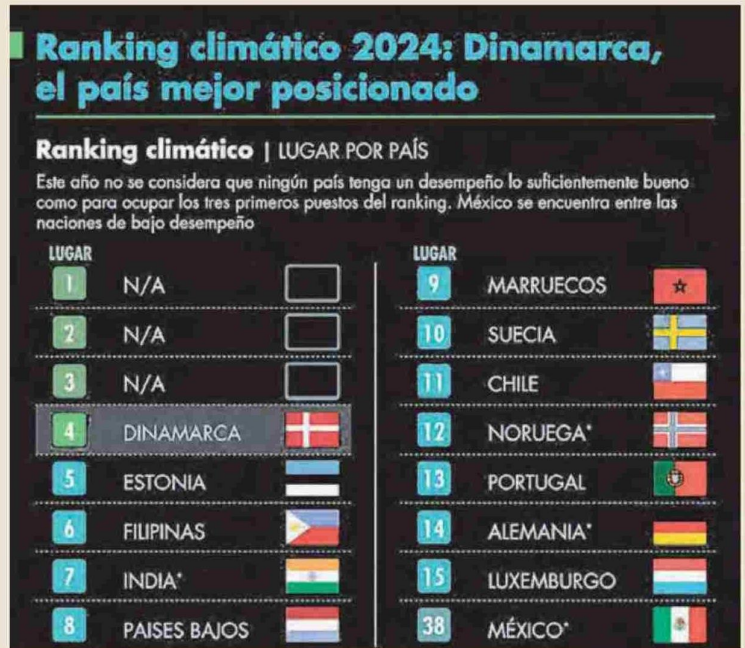 Ranking climático 2024: Dinamarca,
el país mejor posicionado
Ranking climático | LUGAR POR PAÍS
Este año no se considera que ningún país tenga un desempeño lo suficientemente bueno
como para ocupar los tres primeros puestos del ranking. México se encuentra entre las
naciones de bajo desempeño
LUGAR
1 N/A
2 N/A
3 N/A
4 DINAMARCA
5 ESTONIA
6 FILIPINAS
7 INDIA*
8 PAISES BAJOS
LUGAR
9 MARRUECOS
10 SUECIA
11 CHILE
12 NORUEGA*
13 PORTUGAL
14 ALEMANIA*
15 LUXEMBURGO
38 MÉXICO*